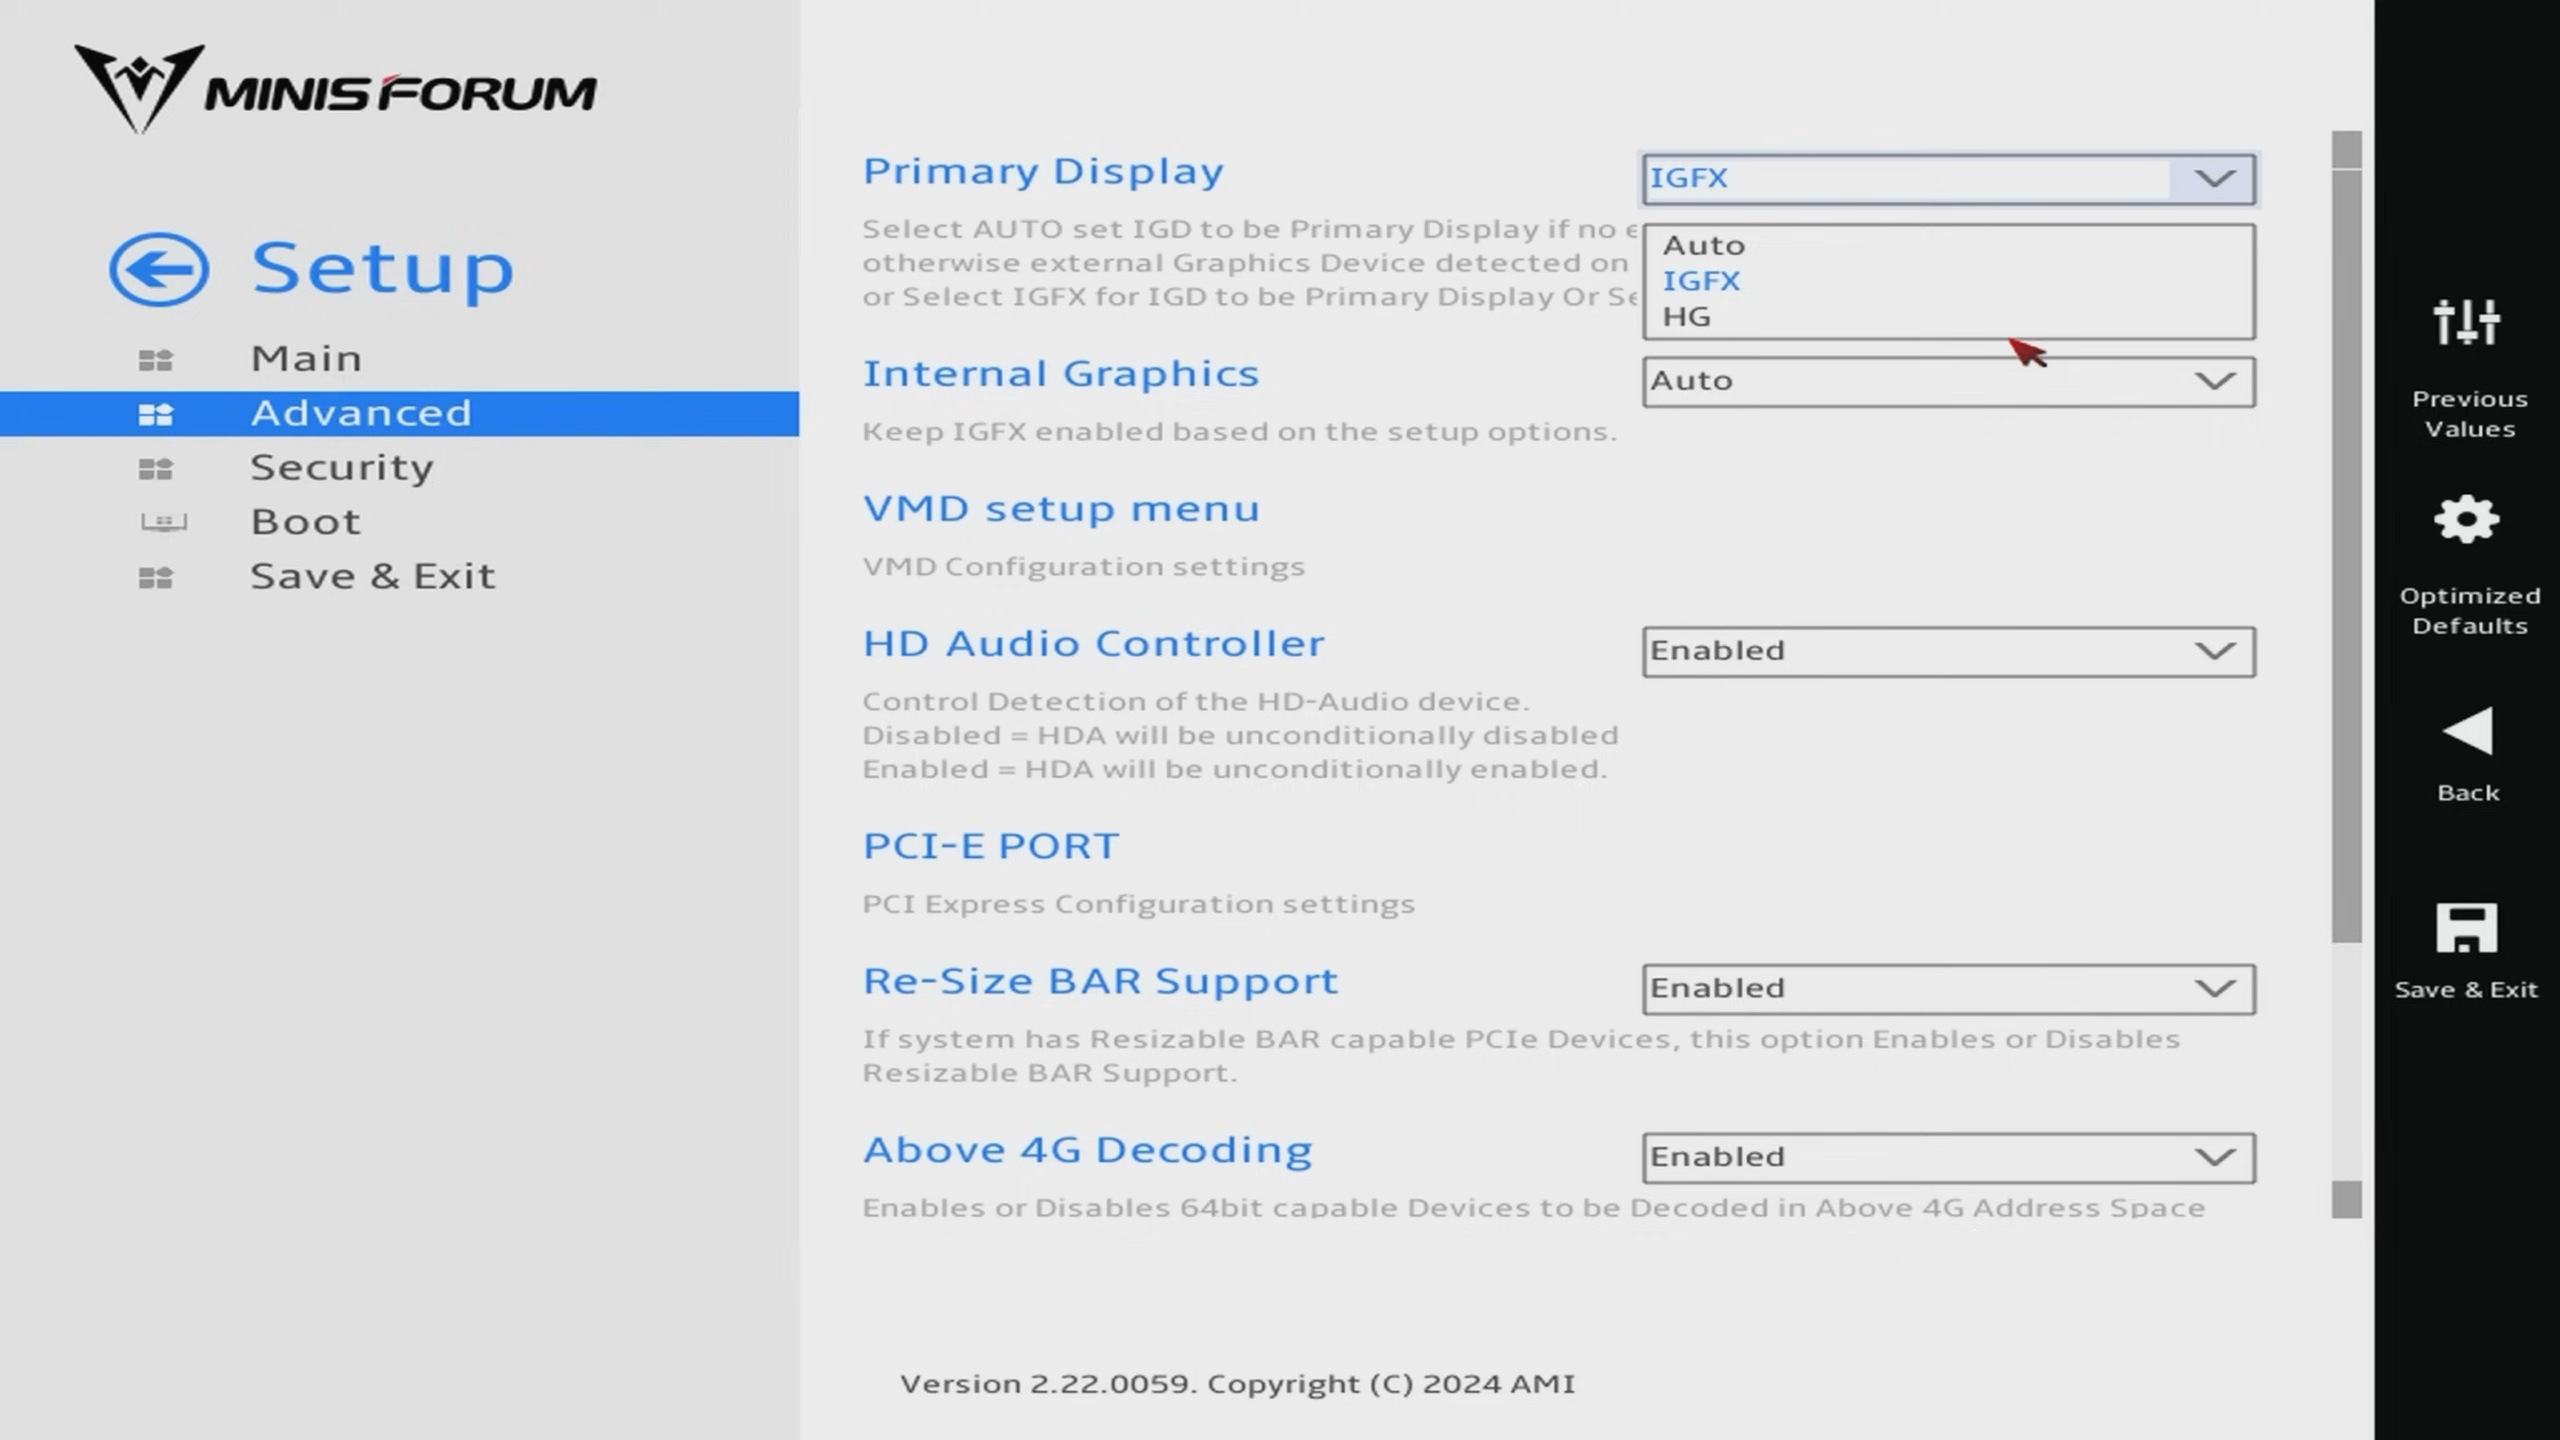 MINISFORUM
Setup
Main
Advanced
Security
Boot
Save & Exit
Primary Display
IGFX
Select AUTO set IGD to be Primary Display if no
otherwise external Graphics Device detected on
or Select IGFX for IGD to be Primary Display Or
Auto
IGFX
HG
Internal Graphics
Auto
Keep IGFX enabled based on the setup options.
VMD setup menu
VMD Configuration settings
HD Audio Controller
Enabled
Control Detection of the HD-Audio device.
Disabled = HDA will be unconditionally disabled
Enabled = HDA will be unconditionally enabled.
PCI-E PORT
PCI Express Configuration settings
Re-Size BAR Support
Enabled
If system has Resizable BAR capable PCIe Devices, this option Enables or Disables
Resizable BAR Support.
Above 4G Decoding
Enabled
Enables or Disables 64bit capable Devices to be Decoded in Above 4G Address Space
Version 2.22.0059. Copyright (C) 2024 AMI
Previous
Values
Optimized
Defaults
Back
Save & Exit